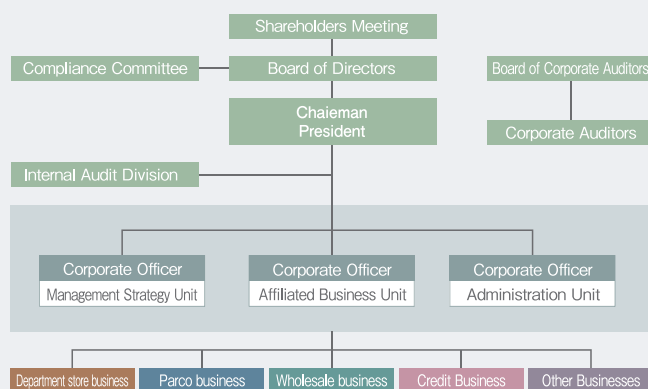 Shareholders Meeting
Compliance Committee
Board of Directors
Board of Corporate Auditors
Chaieman
President
Corporate Auditors
Internal Audit Division
Corporate Officer
Management Strategy Unit
Corporate Officer
Affiliated Business Unit
Corporate Officer
Administration Unit
Department store business
Parco business
Wholesale business
Credit Business
Other Businesses